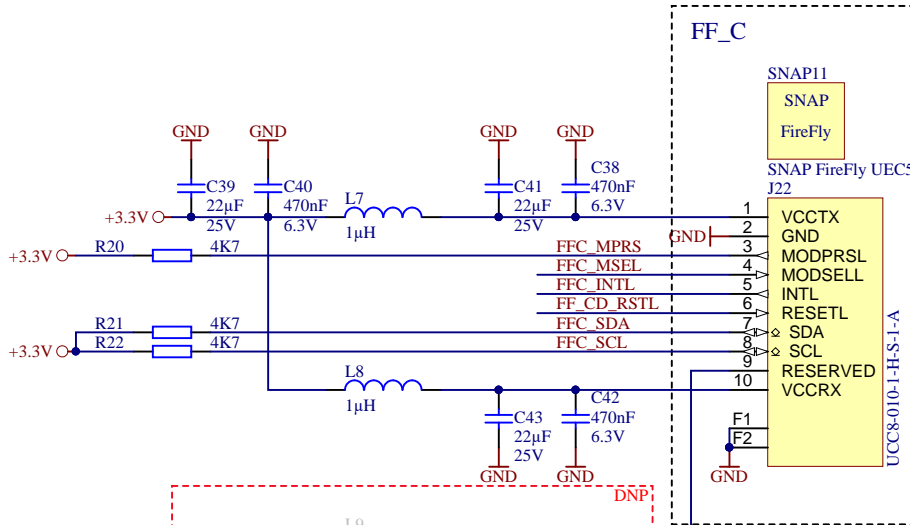 FF_C
SNAP11
SNAP
FireFly
SNAP FireFly UEC5
J22
GND
GND
GND
GND
C39
22µF
25V
C40
470nF
6.3V
L7
1µH
C41
22µF
25V
C38
470nF
6.3V
+3.3V
1 VCCTX
GND 2 GND
+3.3V R20 4K7 FFC_MPRS 3 MODPRSL
FFC_MSEL 4 MODSELL
FFC_INTL 5 INTL
FF_CD_RSTL 6 RESETL
R21 4K7 FFC_SDA 7 SDA
+3.3V R22 4K7 FFC_SCL 8 SCL
9 RESERVED
10 VCCRX
L8
1µH
C43
22µF
25V
C42
470nF
6.3V
GND
GND
F1
F2
GND
UCC8-010-1-H-S-1-A
DNP